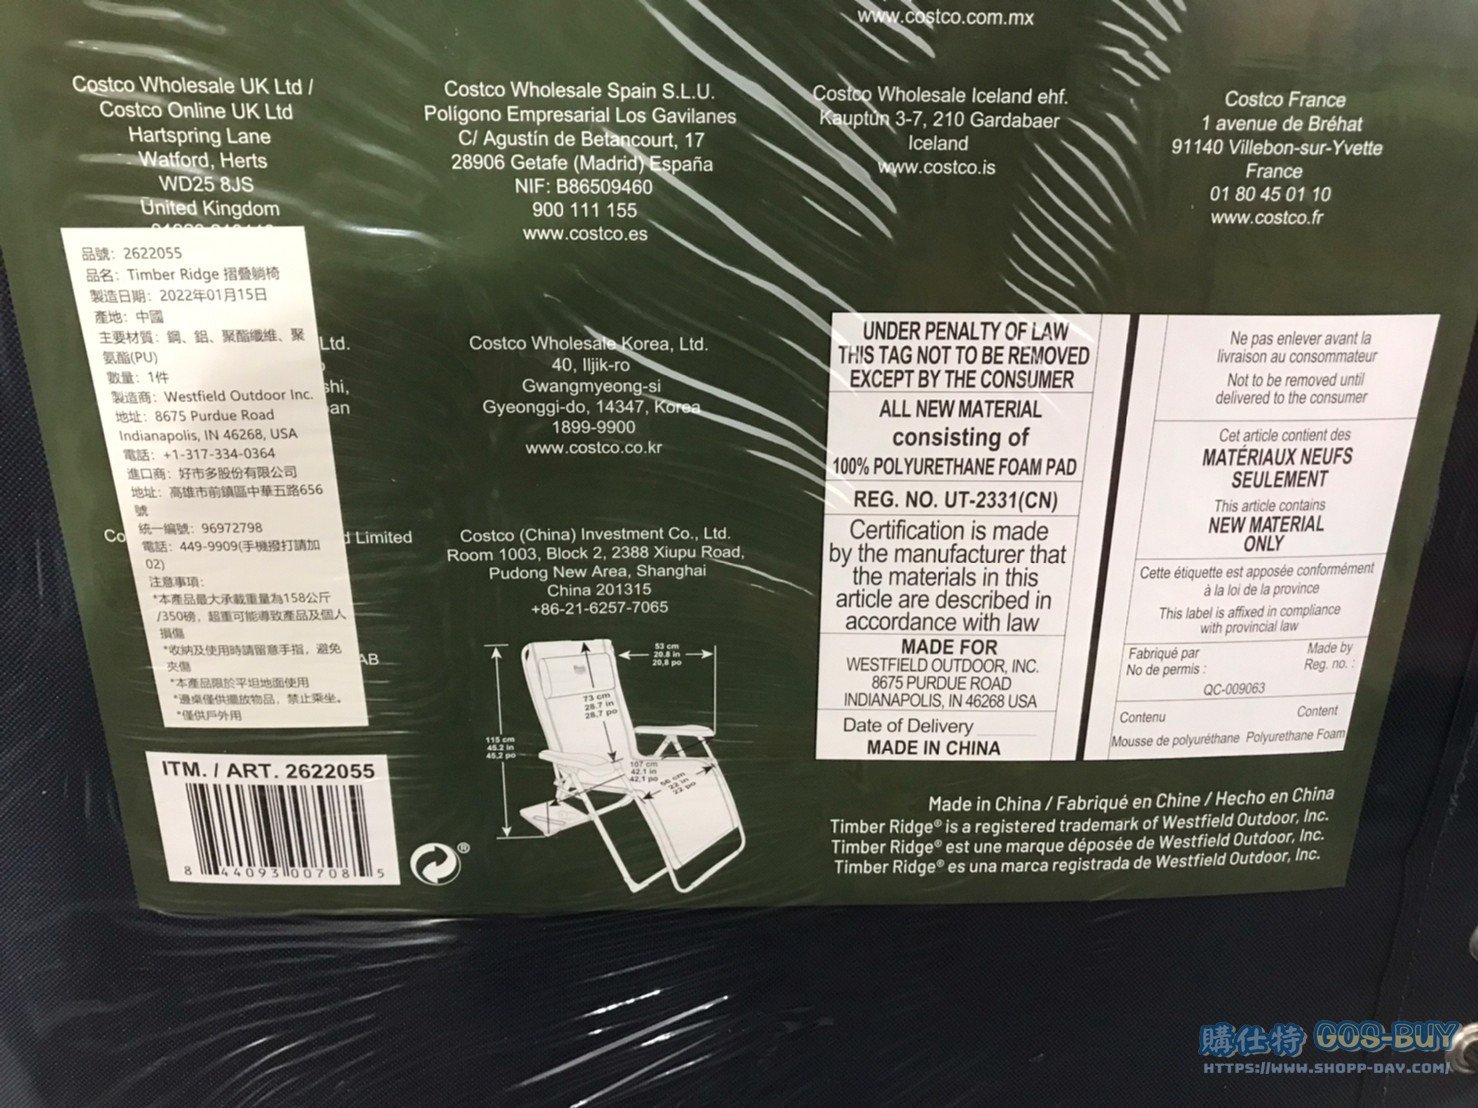 www.costco.com.mx
Costco Wholesale UK Ltd /
Costco Online UK Ltd
Hartspring Lane
Watford, Herts
WD25 8JS
United Kingdom
Costco Wholesale Spain S.L.U.
Polígono Empresarial Los Gavilanes
C/ Agustín de Betancourt, 17
28906 Getafe (Madrid) España
NIF: B86509460
900 111 155
www.costco.es
Costco Wholesale Iceland ehf.
Kauptún 3-7, 210 Gardabaer
Iceland
www.costco.is
Costco France
1 avenue de Bréhat
91140 Villebon-sur-Yvette
France
01 80 45 01 10
www.costco.fr
品號：2622055
品名：Timber Ridge 摺疊躺椅
製造日期：2022年01月15日
產地：中國
主要材質：鋼、鋁、聚酯纖維、聚
氨酯(PU)
數量：1件
製造商：Westfield Outdoor Inc.
地址：8675 Purdue Road
Indianapolis, IN 46268, USA
電話：+1-317-334-0364
進口商：好市多股份有限公司
地址：高雄市前鎮區中華五路656
號
統一編號：96972798
電話：449-9909(手機撥打請加
02)
注意事項：
*本產品最大承載重量為158公斤
/350磅，超重可能導致產品及個人
損傷
*收納及使用時請留意手指，避免
夾傷
*本產品限於平坦地面使用
*邊桌僅供擺放物品，禁止乘坐。
*僅供戶外用
Ltd.
shi,
an
Co
d Limited
AB
Costco Wholesale Korea, Ltd.
40, Iljik-ro
Gwangmyeong-si
Gyeonggi-do, 14347, Korea
1899-9900
www.costco.co.kr
Costco (China) Investment Co., Ltd.
Room 1003, Block 2, 2388 Xiupu Road,
Pudong New Area, Shanghai
China 201315
+86-21-6257-7065
53 cm
20.8 in
20,8 po
73 cm
28.7 in
28,7 po
115 cm
45.2 in
45,2 po
107 cm
42.1 in
42,1 po
56 cm
22 in
22 po
ITM. / ART. 2622055
8 44093 00708 5
®
UNDER PENALTY OF LAW
THIS TAG NOT TO BE REMOVED
EXCEPT BY THE CONSUMER
ALL NEW MATERIAL
consisting of
100% POLYURETHANE FOAM PAD
REG. NO. UT-2331(CN)
Certification is made
by the manufacturer that
the materials in this
article are described in
accordance with law
MADE FOR
WESTFIELD OUTDOOR, INC.
8675 PURDUE ROAD
INDIANAPOLIS, IN 46268 USA
Date of Delivery
MADE IN CHINA
Ne pas enlever avant la
livraison au consommateur
Not to be removed until
delivered to the consumer
Cet article contient des
MATÉRIAUX NEUFS
SEULEMENT
This article contains
NEW MATERIAL
ONLY
Cette étiquette est apposée conformément
à la loi de la province
This label is affixed in compliance
with provincial law
Fabriqué par Made by
No de permis : Reg. no. :
QC-009063
Contenu Content
Mousse de polyuréthane Polyurethane Foam
Made in China / Fabriqué en Chine / Hecho en China
Timber Ridge® is a registered trademark of Westfield Outdoor, Inc.
Timber Ridge® est une marque déposée de Westfield Outdoor, Inc.
Timber Ridge® es una marca registrada de Westfield Outdoor, Inc.
購仕特 GOS-BUY
HTTPS://WWW.SHOPP-DAY.COM/